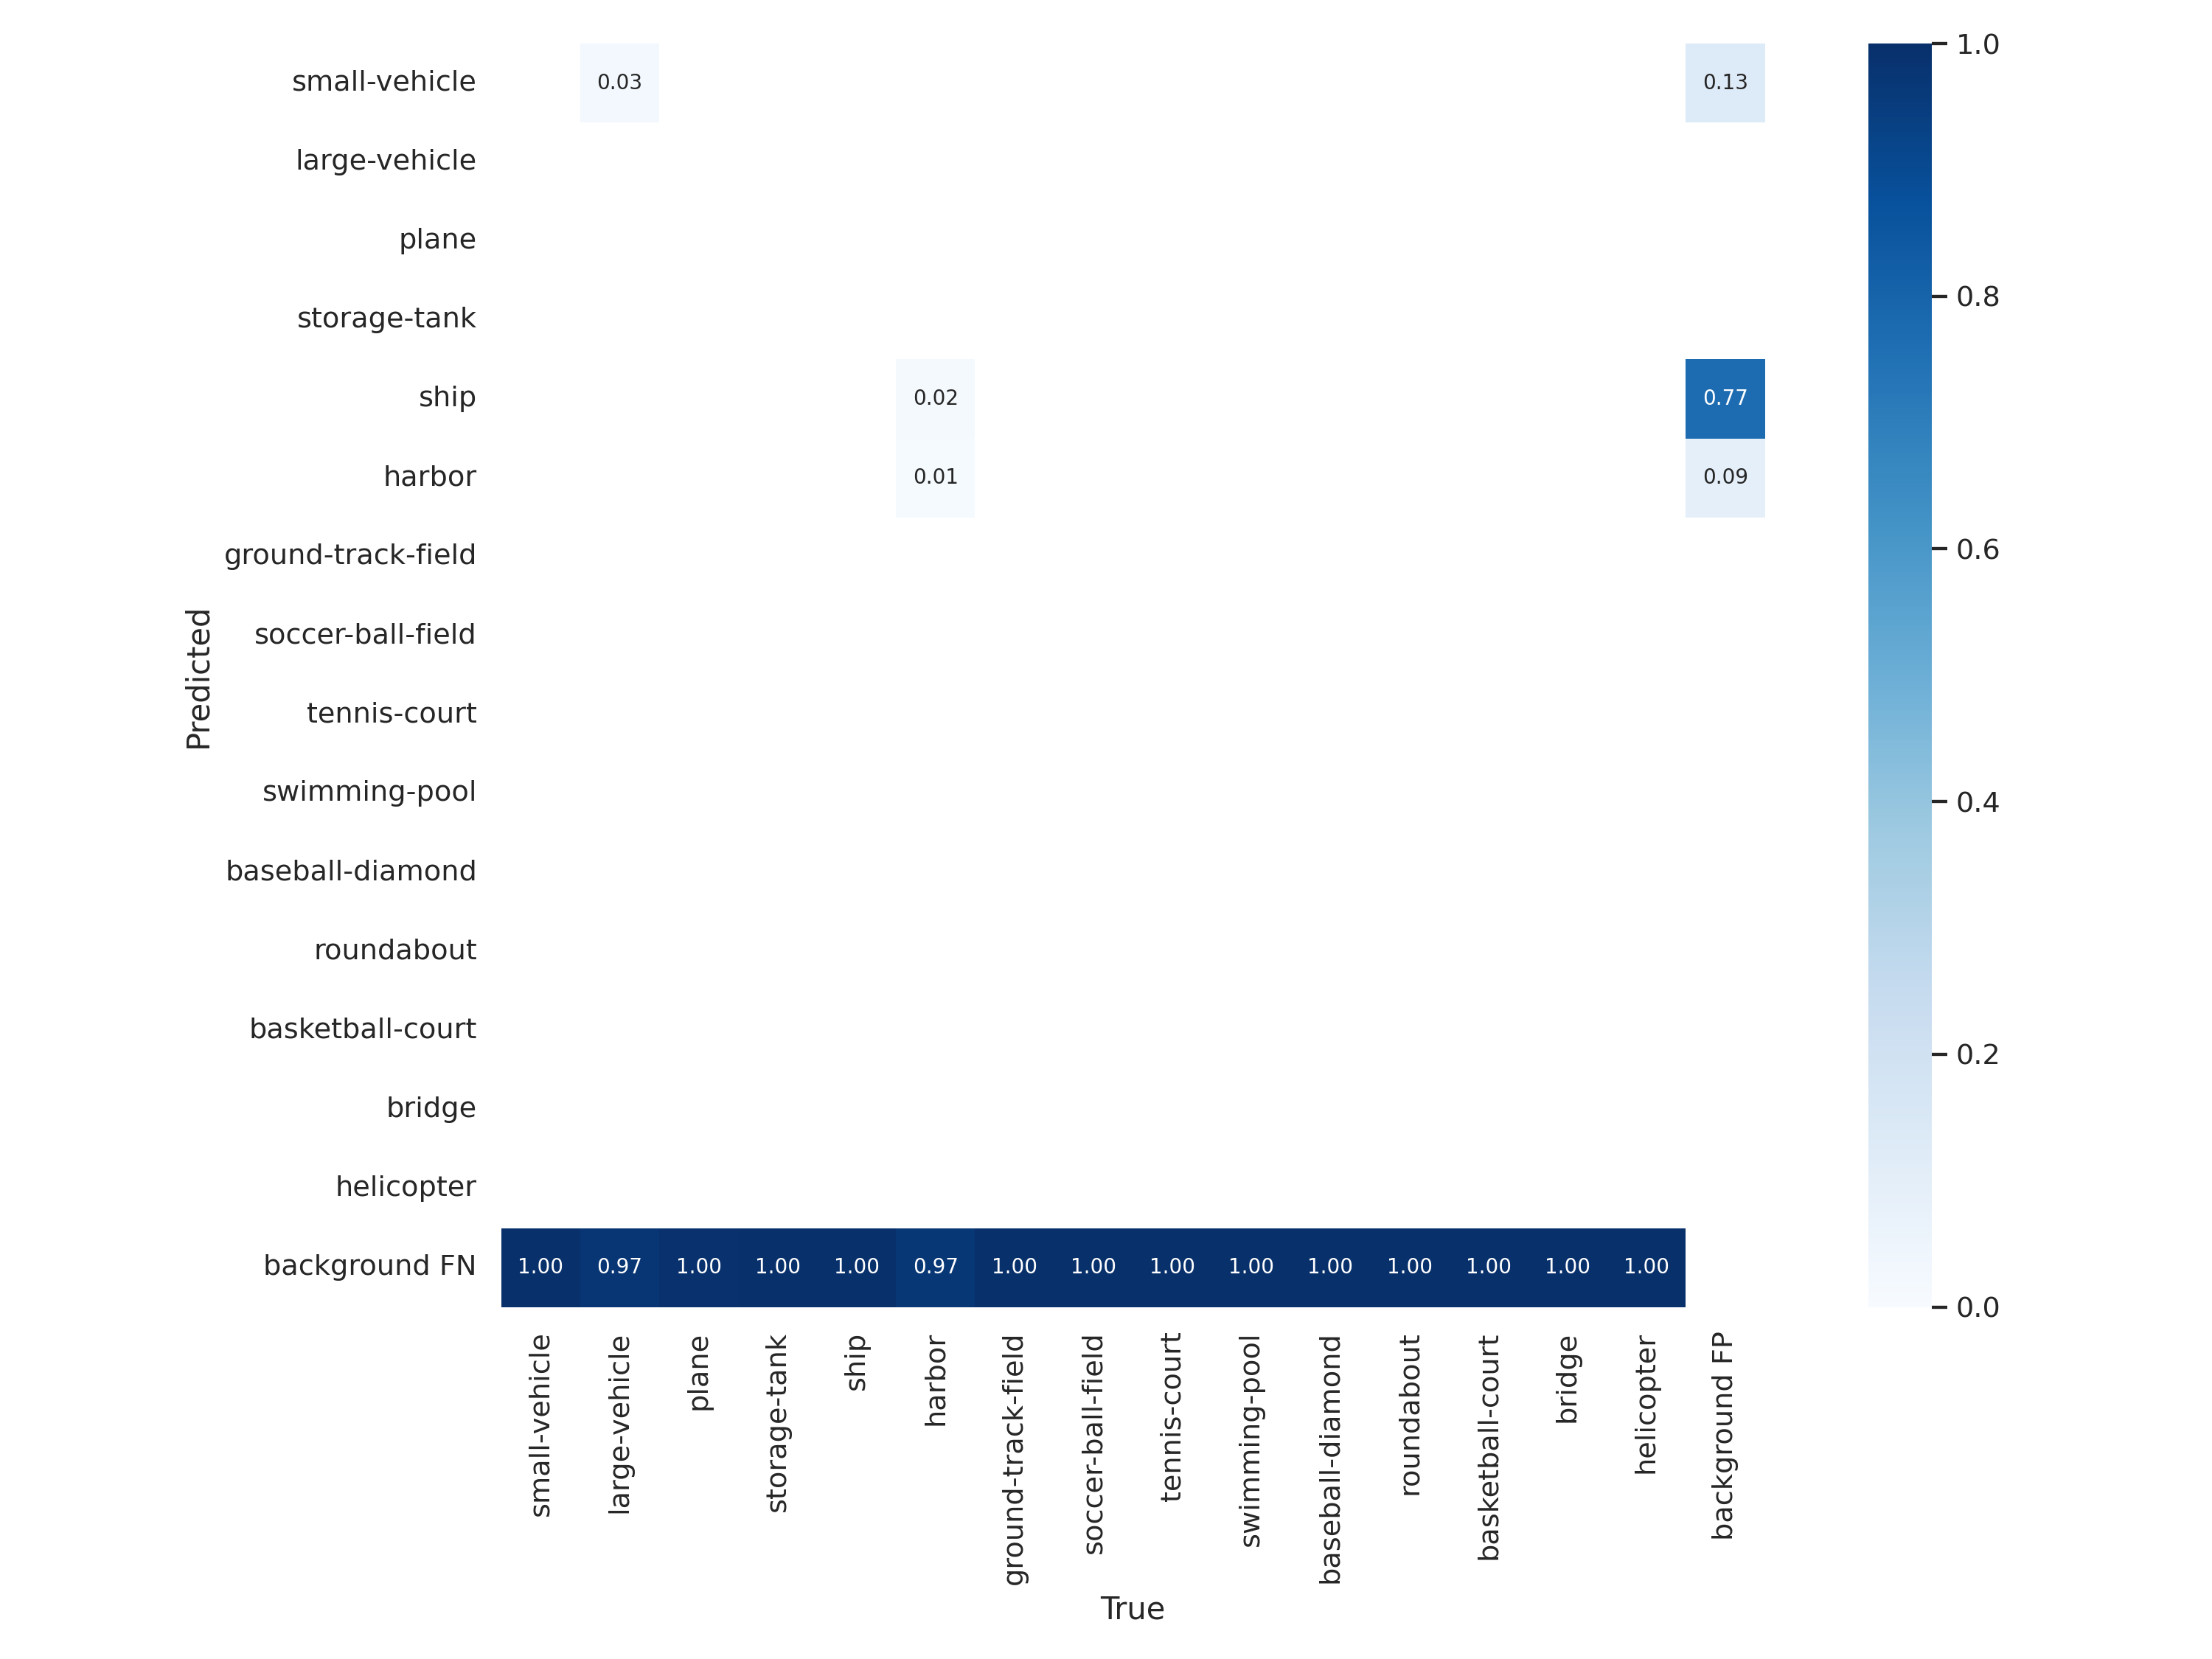 small-vehicle 0.03 0.13 1.0
large-vehicle
plane
0.8
storage-tank
ship 0.02 0.77
harbor 0.01 0.09
ground-track-field 0.6
Predicted
soccer-ball-field
tennis-court
swimming-pool 0.4
baseball-diamond
roundabout
basketball-court 0.2
bridge
helicopter
background FN 1.00 0.97 1.00 1.00 1.00 0.97 1.00 1.00 1.00 1.00 1.00 1.00 1.00 1.00 1.00
0.0
small-vehicle
large-vehicle
plane
storage-tank
ship
harbor
ground-track-field
soccer-ball-field
tennis-court
swimming-pool
baseball-diamond
roundabout
basketball-court
bridge
helicopter
background FP
True